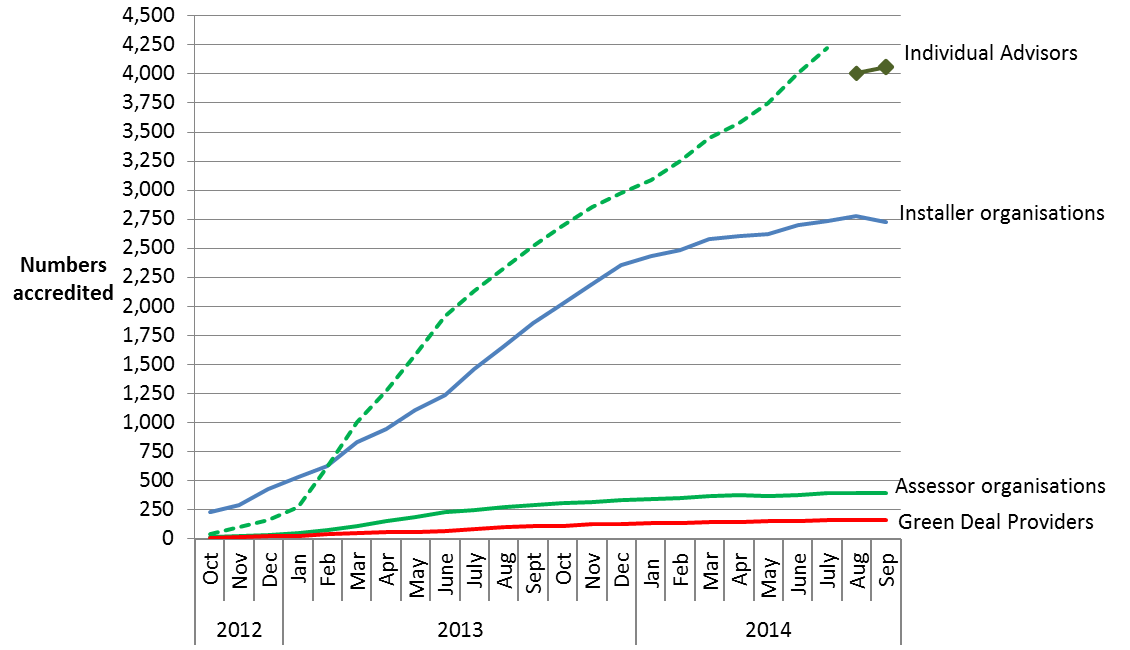 4,500
4,250
4,000
3,750
3,500
3,250
3,000
2,750
2,500
2,250
2,000
1,750
1,500
1,250
1,000
750
500
250
0
Numbers
accredited
Individual Advisors
Installer organisations
Assessor organisations
Green Deal Providers
Oct Nov Dec Jan Feb Mar Apr May June July Aug Sept Oct Nov Dec Jan Feb Mar Apr May June July Aug Sep
2012 2013 2014